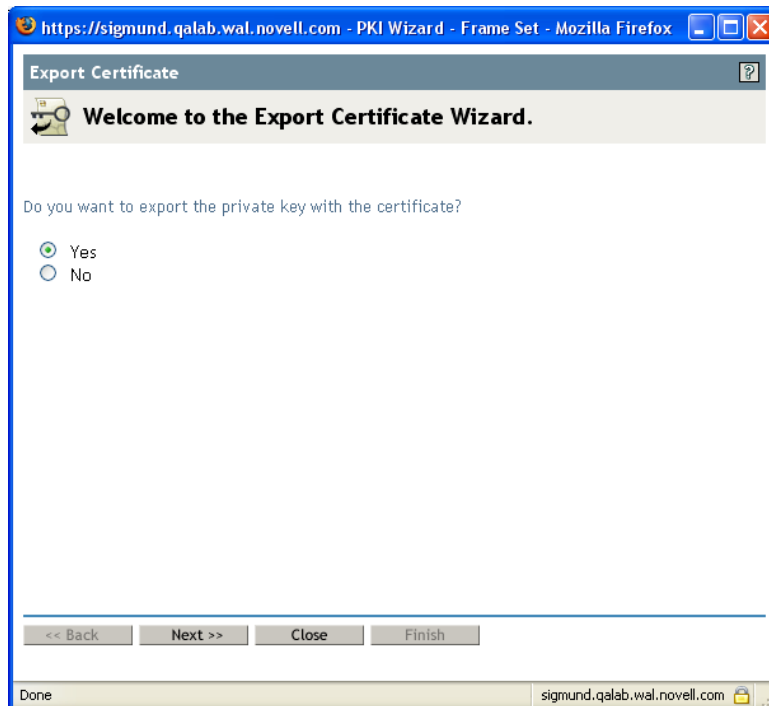 https://sigmund.qalab.wal.novell.com - PKI Wizard - Frame Set - Mozilla Firefox
Export Certificate
?
Welcome to the Export Certificate Wizard.
Do you want to export the private key with the certificate?
Yes
No
<< Back Next >> Close Finish
Done sigmund.qalab.wal.novell.com